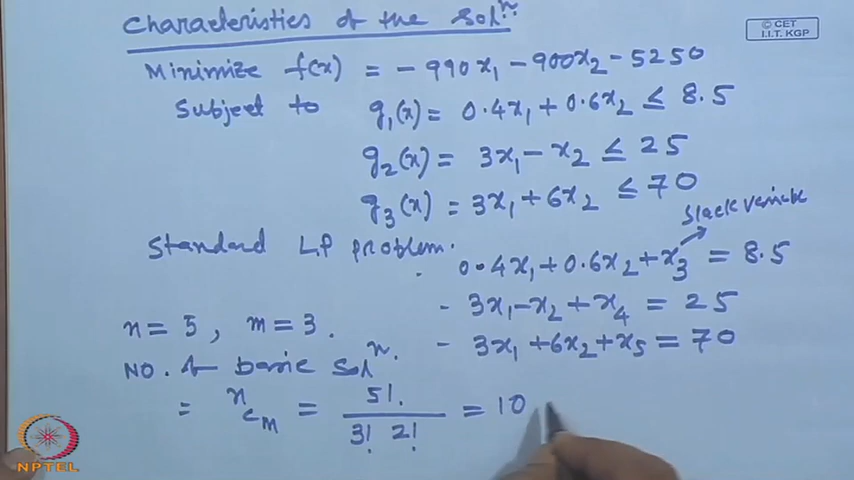 Characteristics of the Solⁿ.
© CET
I.I.T. KGP
Minimize f(x) = -990x₁ - 900x₂ - 5250
Subject to g₁(x) = 0.4x₁ + 0.6x₂ ≤ 8.5
g₂(x) = 3x₁ - x₂ ≤ 25
g₃(x) = 3x₁ + 6x₂ ≤ 70
Slack variable
Standard LP problem.
0.4x₁ + 0.6x₂ + x₃ = 8.5
- 3x₁ - x₂ + x₄ = 25
n = 5, m = 3.
- 3x₁ + 6x₂ + x₅ = 70
No. of basic Solⁿ.
= ⁿCₘ = 5!. / 3! 2! = 10
NPTEL